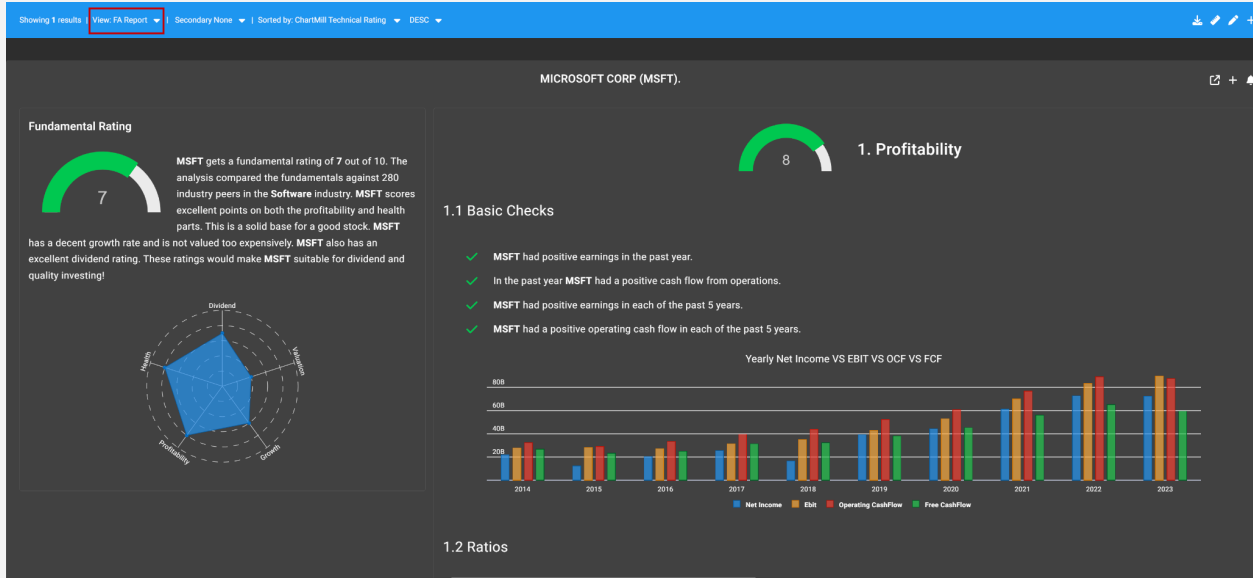 Showing 1 results | View: FA Report | Secondary None | Sorted by: ChartMill Technical Rating DESC
MICROSOFT CORP (MSFT).
Fundamental Rating
7
MSFT gets a fundamental rating of 7 out of 10. The
analysis compared the fundamentals against 280
industry peers in the Software industry. MSFT scores
excellent points on both the profitability and health
parts. This is a solid base for a good stock. MSFT
has a decent growth rate and is not valued too expensively. MSFT also has an
excellent dividend rating. These ratings would make MSFT suitable for dividend and
quality investing!
Dividend
Valuation
Growth
Profitability
Health
8
1. Profitability
1.1 Basic Checks
MSFT had positive earnings in the past year.
In the past year MSFT had a positive cash flow from operations.
MSFT had positive earnings in each of the past 5 years.
MSFT had a positive operating cash flow in each of the past 5 years.
Yearly Net Income VS EBIT VS OCF VS FCF
80B
60B
40B
20B
2014 2015 2016 2017 2018 2019 2020 2021 2022 2023
Net Income Ebit Operating CashFlow Free CashFlow
1.2 Ratios